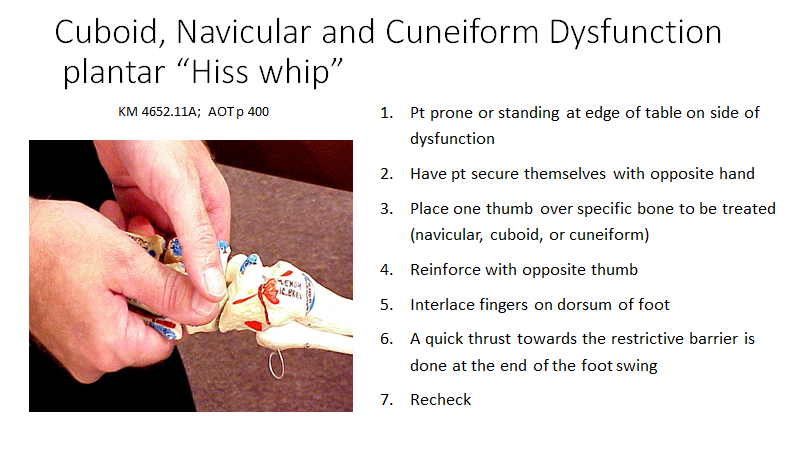 Cuboid, Navicular and Cuneiform Dysfunction
plantar “Hiss whip”
KM 4652.11A; AOT p 400
1. Pt prone or standing at edge of table on side of
dysfunction
2. Have pt secure themselves with opposite hand
3. Place one thumb over specific bone to be treated
(navicular, cuboid, or cuneiform)
4. Reinforce with opposite thumb
5. Interlace fingers on dorsum of foot
6. A quick thrust towards the restrictive barrier is
done at the end of the foot swing
7. Recheck